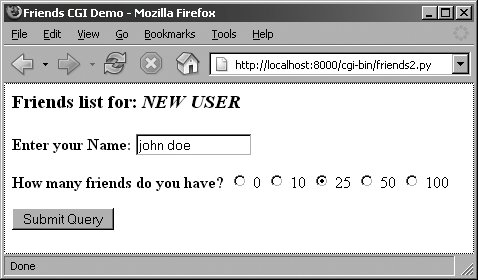 Friends CGI Demo - Mozilla Firefox
File Edit View Go Bookmarks Tools Help
http://localhost:8000/cgi-bin/friends2.py
Friends list for: NEW USER
Enter your Name: john doe
How many friends do you have? 0 10 25 50 100
Submit Query
Done